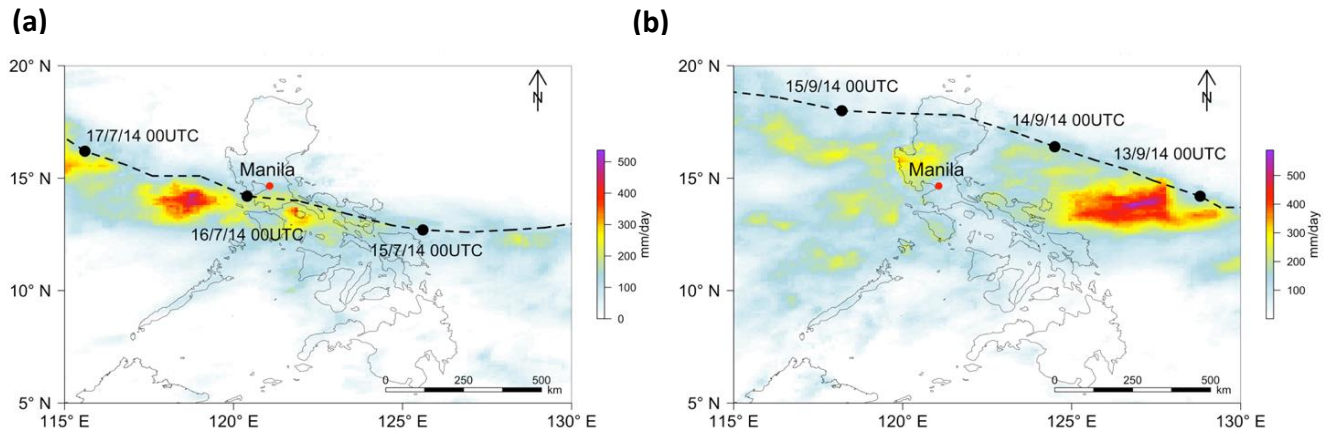 (a)
20° N
15° N
10° N
5° N
115° E
120° E
125° E
130° E
17/7/14 00UTC
Manila
16/7/14 00UTC
15/7/14 00UTC
N
0 250 500
km
500
400
300
200
100
0
mm/day
(b)
20° N
15° N
10° N
5° N
115° E
120° E
125° E
130° E
15/9/14 00UTC
14/9/14 00UTC
13/9/14 00UTC
Manila
N
0 250 500
km
500
400
300
200
100
mm/day